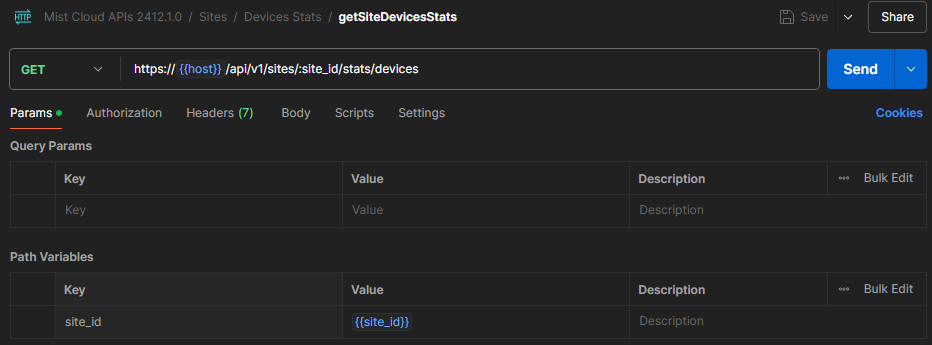 HTTP Mist Cloud APIs 2412.1.0 / Sites / Devices Stats / getSiteDevicesStats Save Share
GET https:// {{host}} /api/v1/sites/:site_id/stats/devices Send
Params Authorization Headers (7) Body Scripts Settings Cookies
Query Params
Key Value Description ••• Bulk Edit
Key Value Description
Path Variables
Key Value Description ••• Bulk Edit
site_id {{site_id}} Description